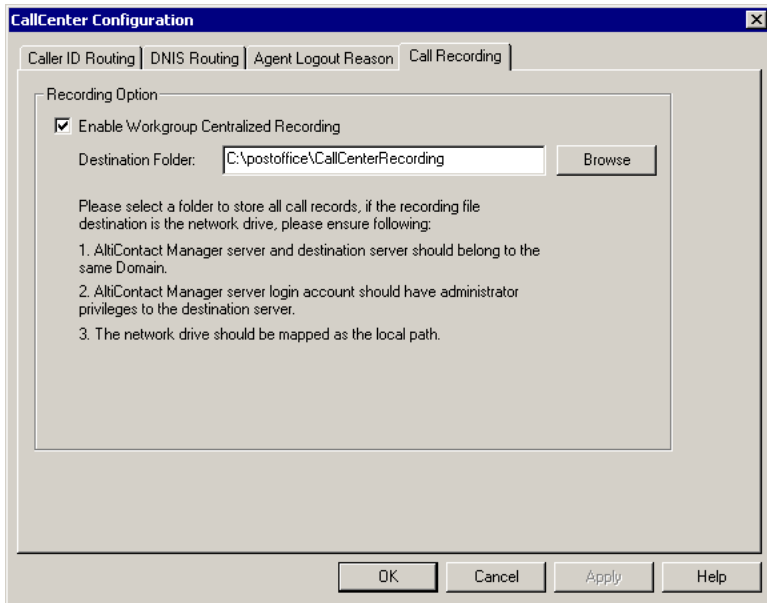 CallCenter Configuration
Caller ID Routing DNIS Routing Agent Logout Reason Call Recording
Recording Option
Enable Workgroup Centralized Recording
Destination Folder: C:\postoffice\CallCenterRecording Browse
Please select a folder to store all call records, if the recording file
destination is the network drive, please ensure following:
1. AltiContact Manager server and destination server should belong to the
same Domain.
2. AltiContact Manager server login account should have administrator
privileges to the destination server.
3. The network drive should be mapped as the local path.
OK Cancel Apply Help